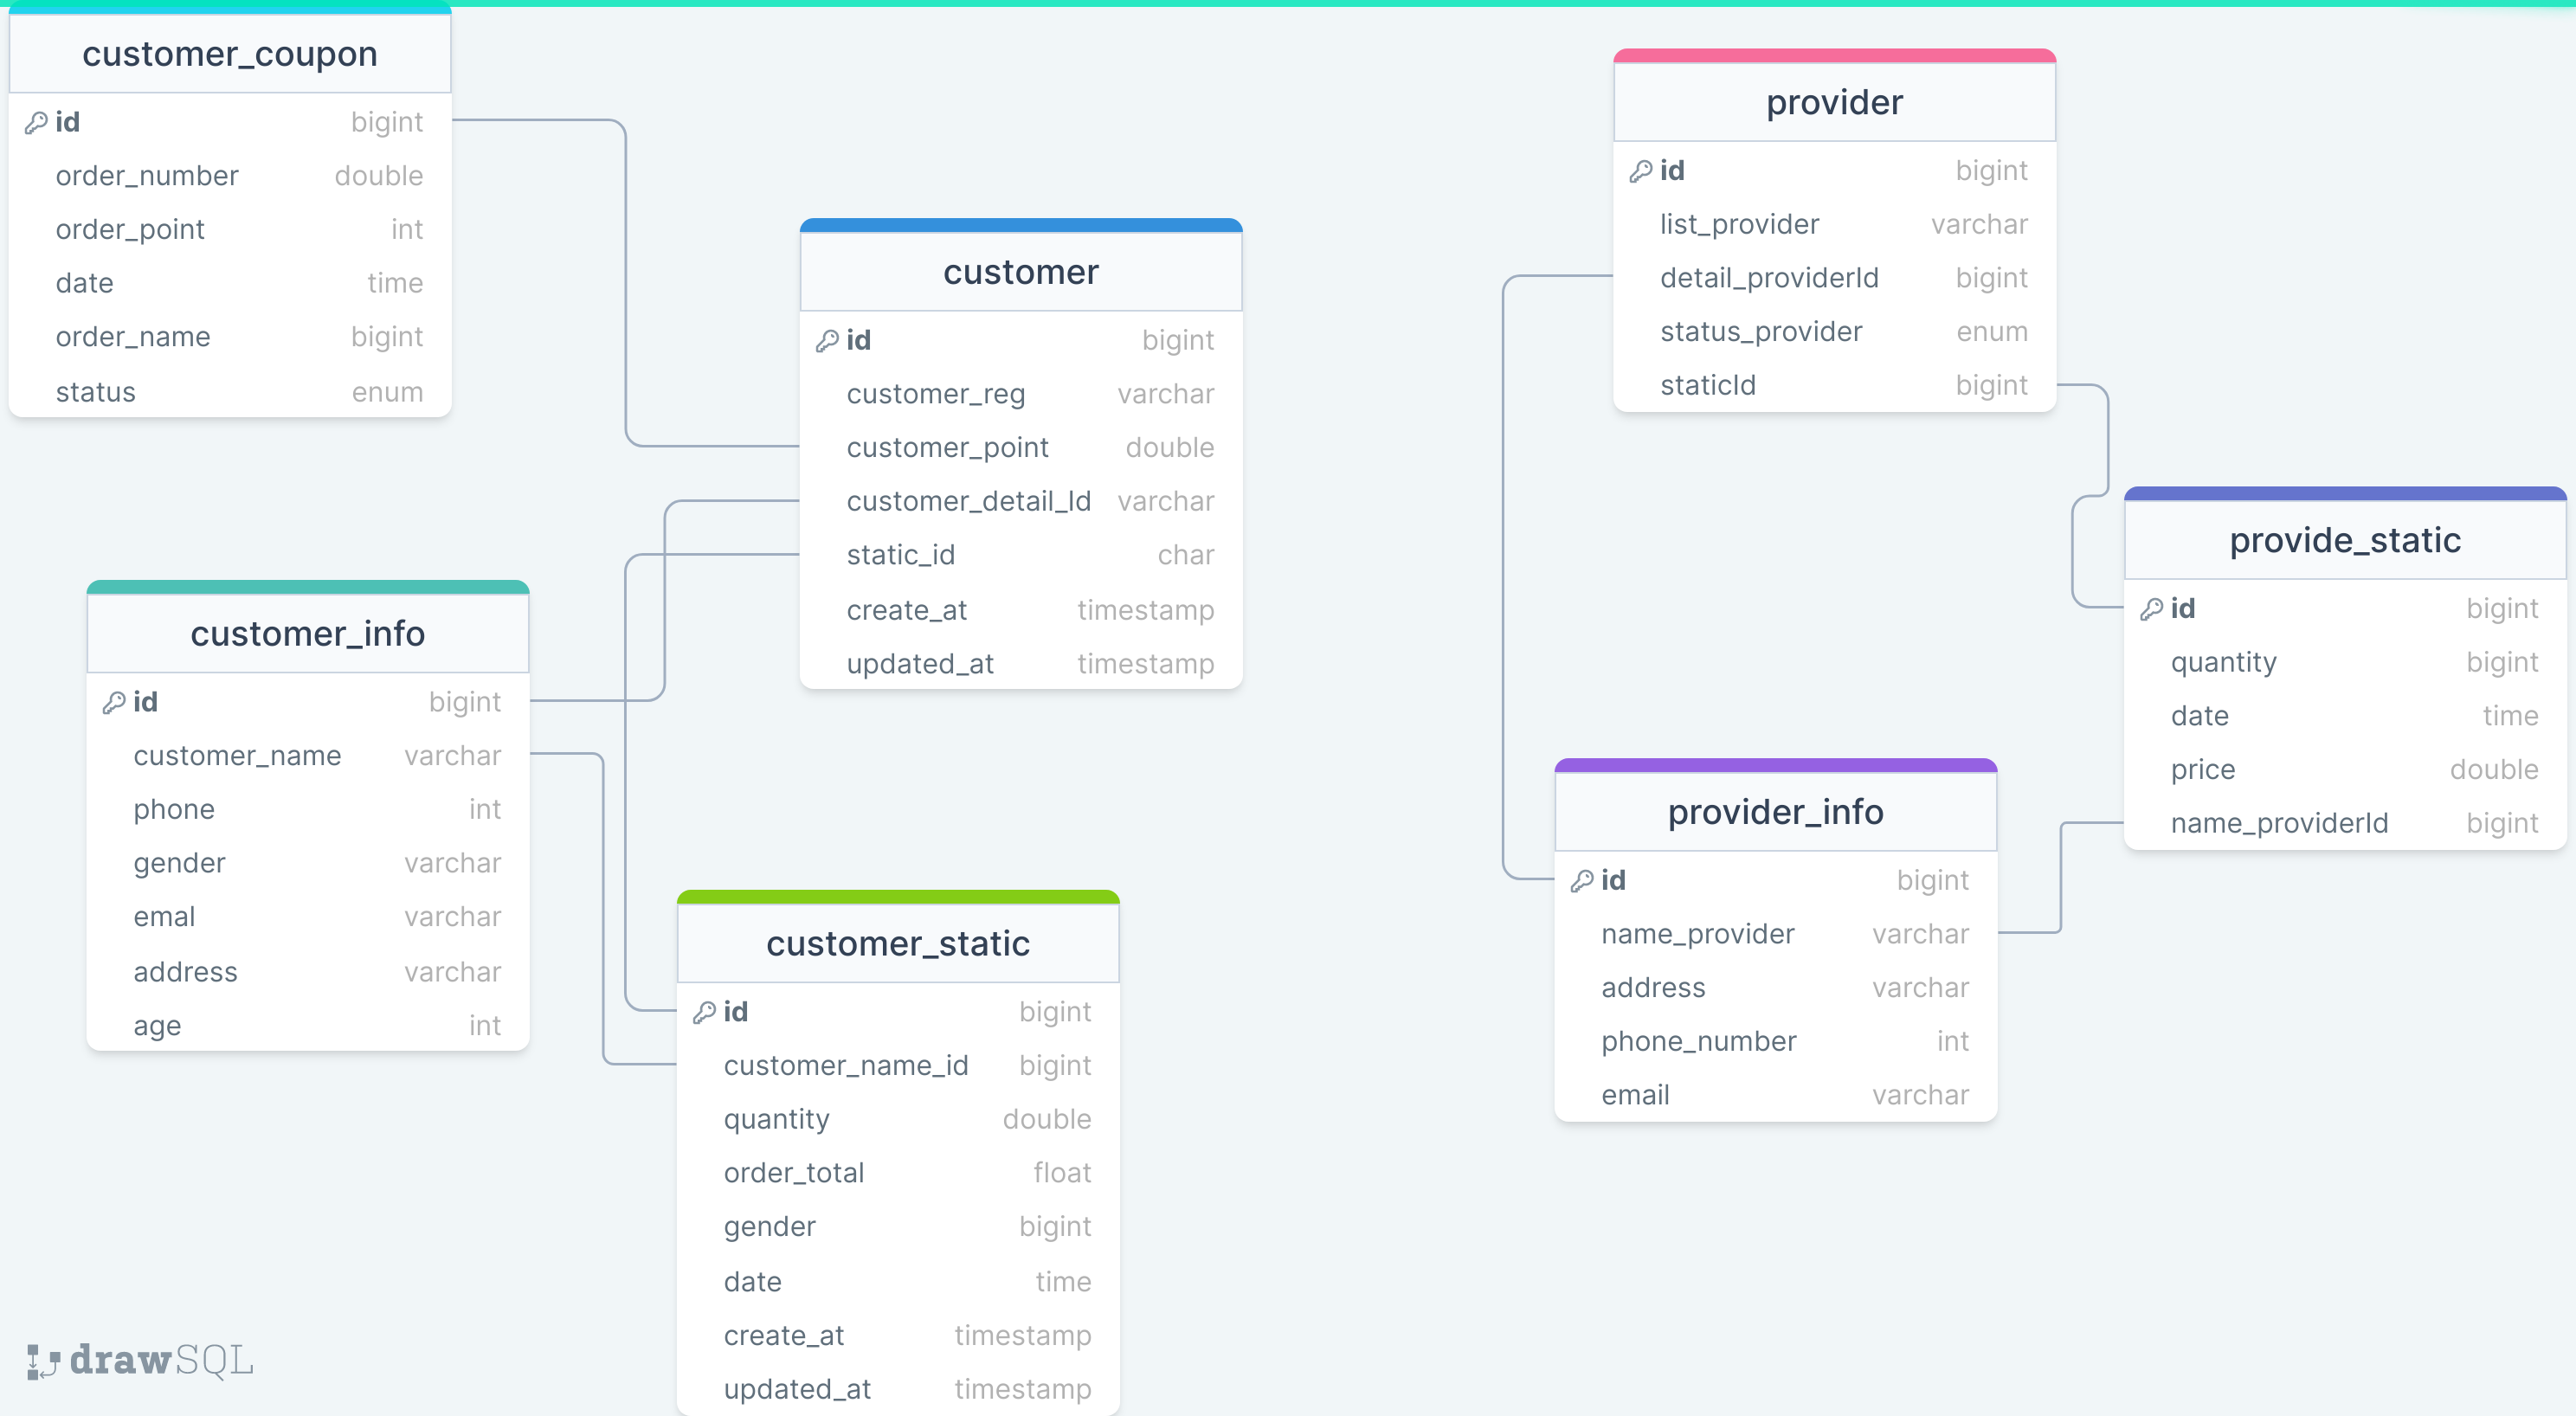 customer_coupon
id bigint
order_number double
order_point int
date time
order_name bigint
status enum
customer
id bigint
customer_reg varchar
customer_point double
customer_detail_Id varchar
static_id char
create_at timestamp
updated_at timestamp
customer_info
id bigint
customer_name varchar
phone int
gender varchar
emal varchar
address varchar
age int
customer_static
id bigint
customer_name_id bigint
quantity double
order_total float
gender bigint
date time
create_at timestamp
updated_at timestamp
provider
id bigint
list_provider varchar
detail_providerId bigint
status_provider enum
staticId bigint
provide_static
id bigint
quantity bigint
date time
price double
name_providerId bigint
provider_info
id bigint
name_provider varchar
address varchar
phone_number int
email varchar
drawSQL